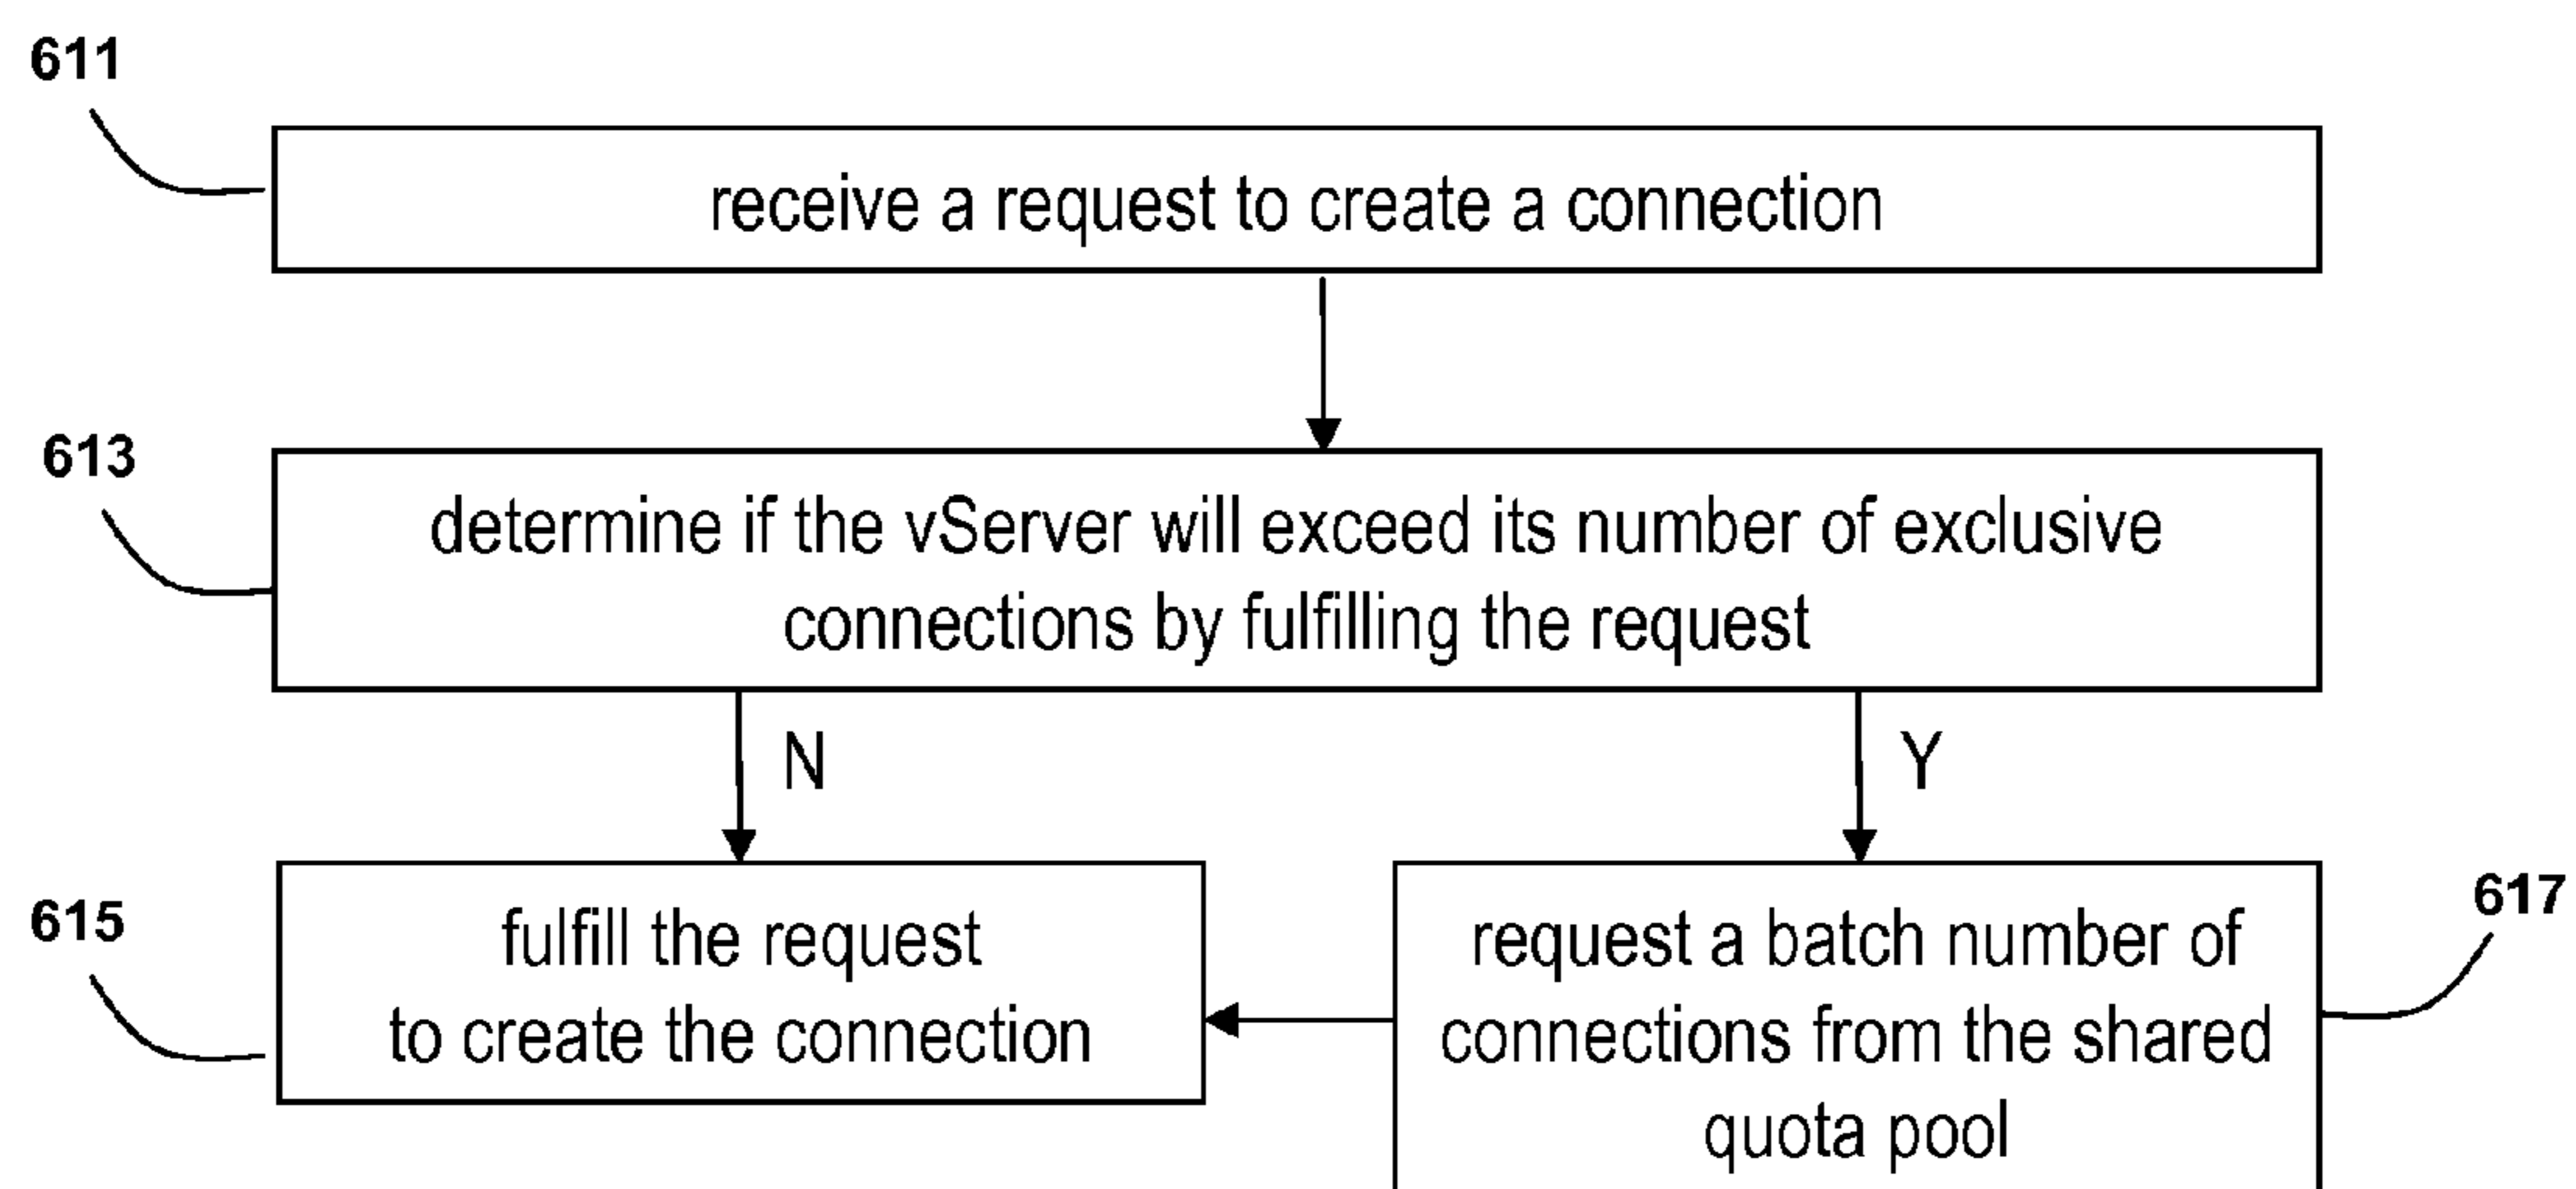 611
receive a request to create a connection
613
determine if the vServer will exceed its number of exclusive
connections by fulfilling the request
N
Y
615
fulfill the request
to create the connection
request a batch number of
connections from the shared
quota pool
617